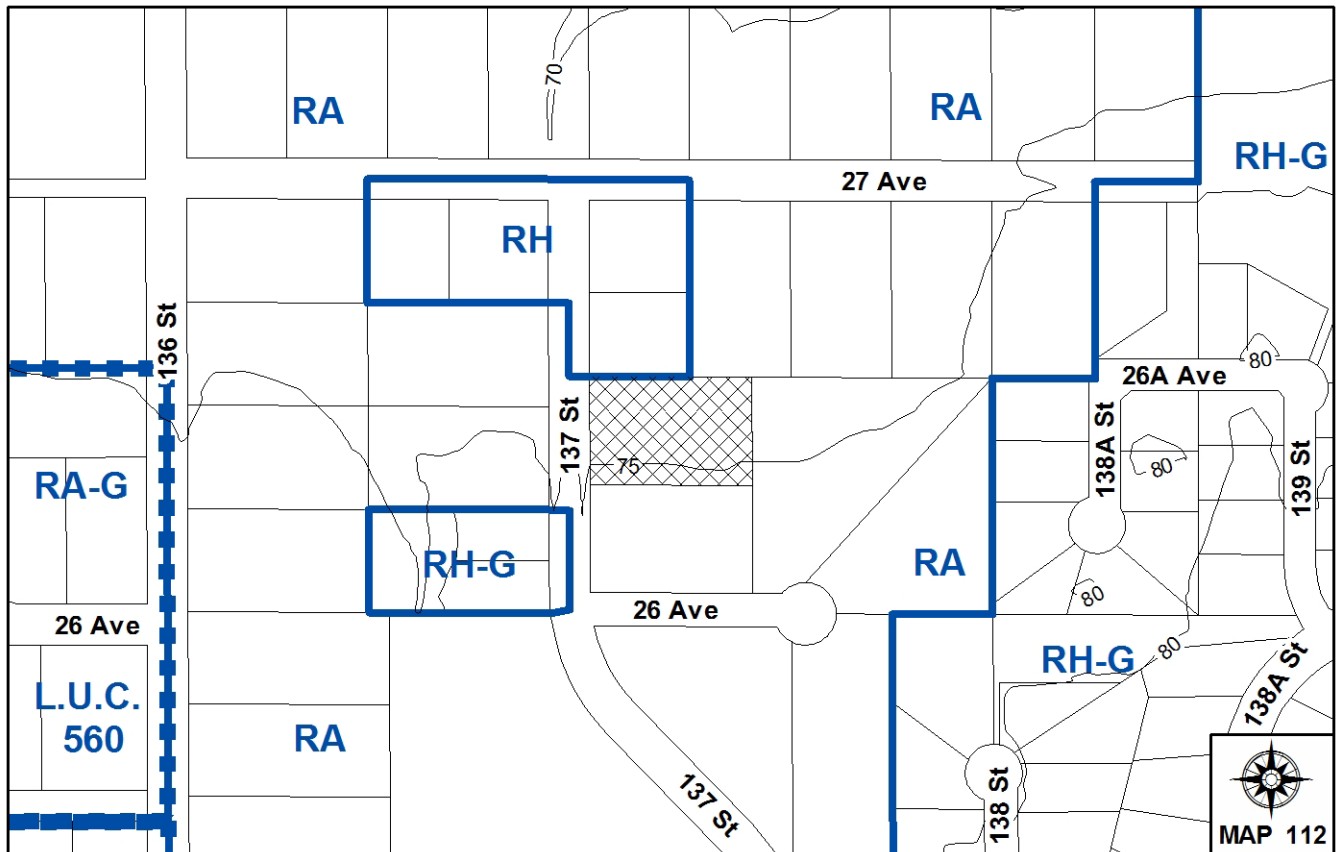 70
RA
RA
RH-G
27 Ave
RH
136 St
80
26A Ave
137 St
138A St
75
80
139 St
RA-G
RH-G
RA
80
26 Ave
26 Ave
RH-G
80
L.U.C.
560
RA
138A St
137 St
138 St
MAP 112